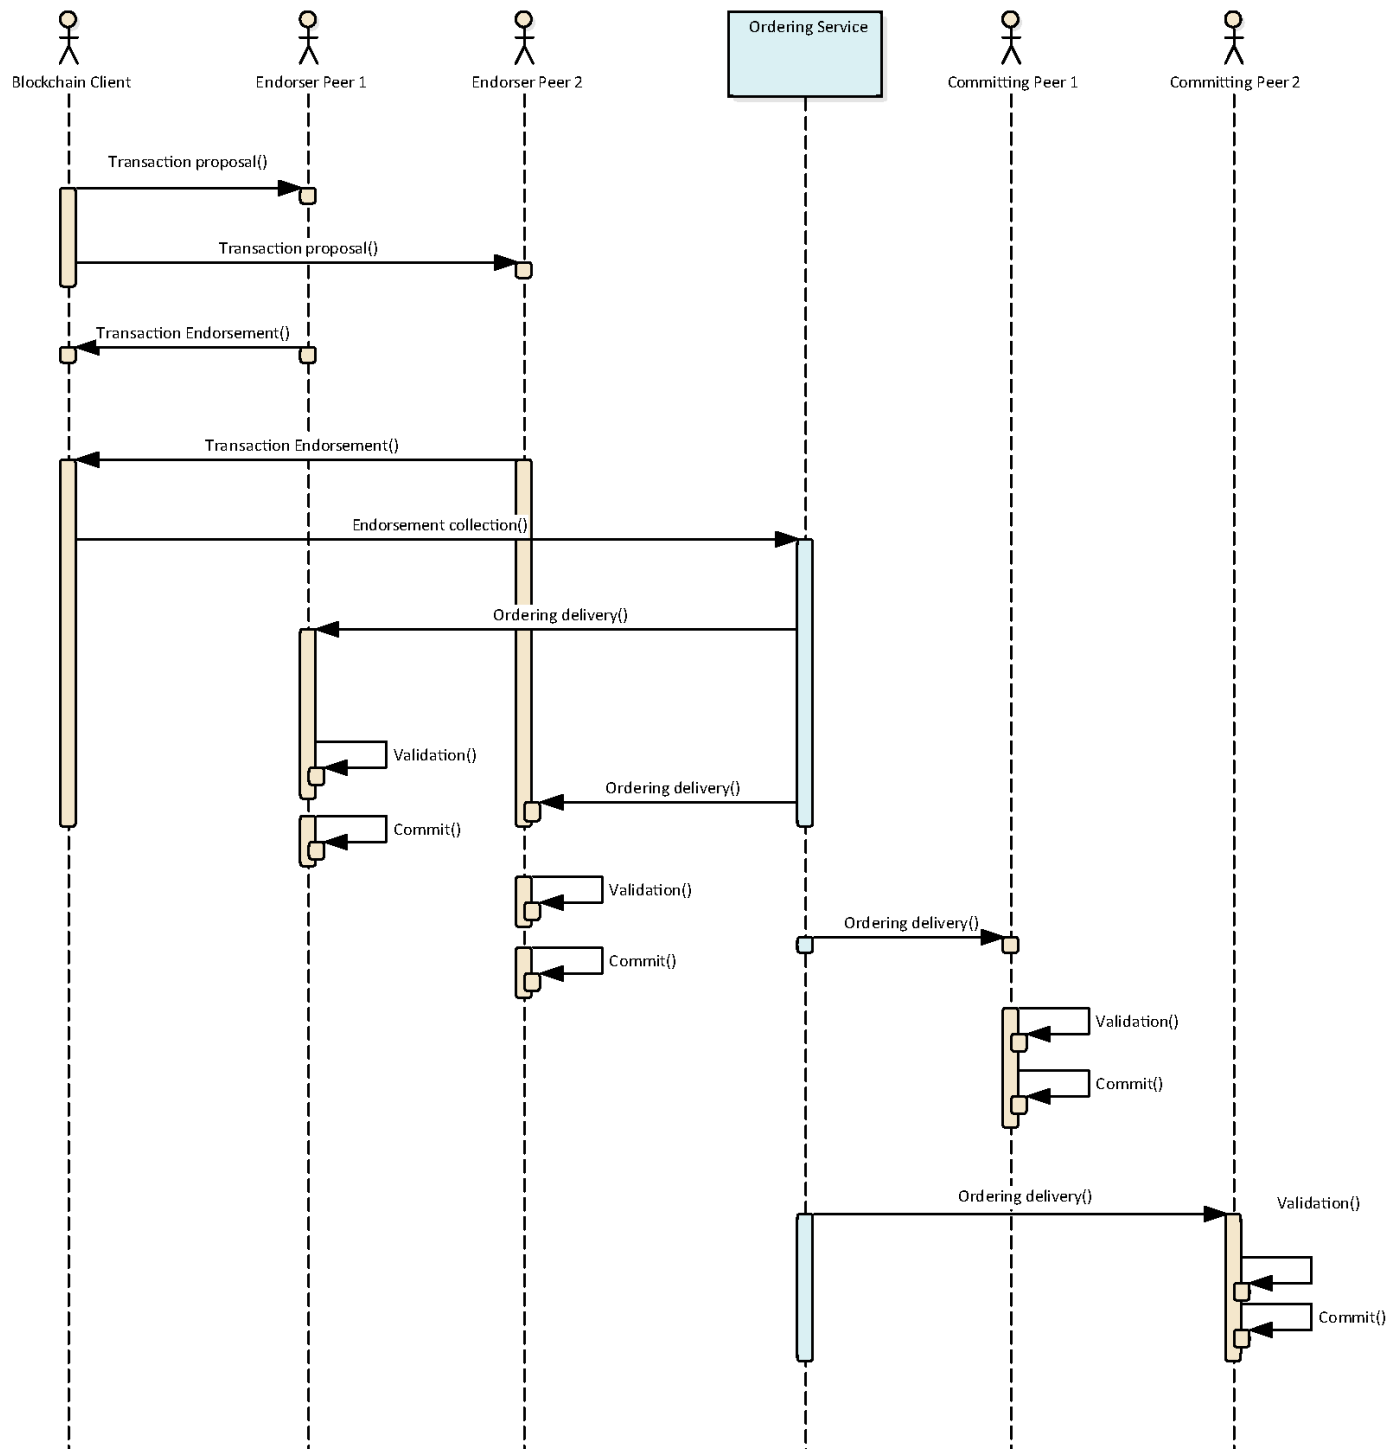 Blockchain Client
Endorser Peer 1
Endorser Peer 2
Ordering Service
Committing Peer 1
Committing Peer 2
Transaction proposal()
Transaction proposal()
Transaction Endorsement()
Transaction Endorsement()
Endorsement collection()
Ordering delivery()
Validation()
Ordering delivery()
Commit()
Validation()
Ordering delivery()
Commit()
Validation()
Commit()
Ordering delivery()
Validation()
Commit()